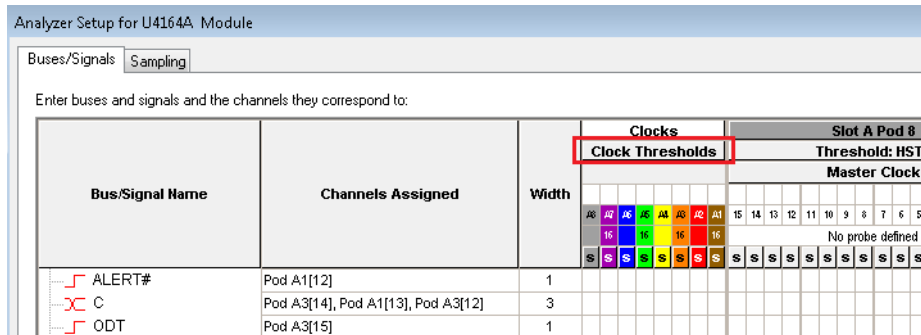 Analyzer Setup for U4164A Module
Buses/Signals Sampling
Enter buses and signals and the channels they correspond to:
Clocks Slot A Pod 8
Clock Thresholds Threshold: HST
Master Clock
Bus/Signal Name Channels Assigned Width
A8 A7 A6 A5 A4 A3 A2 A1 15 14 13 12 11 10 9 8 7 6 5
16 16 16 16 No probe defined
S S S S S S S S S S S S S S S S S S S
ALERT# Pod A1[12] 1
C Pod A3[14], Pod A1[13], Pod A3[12] 3
ODT Pod A3[15] 1